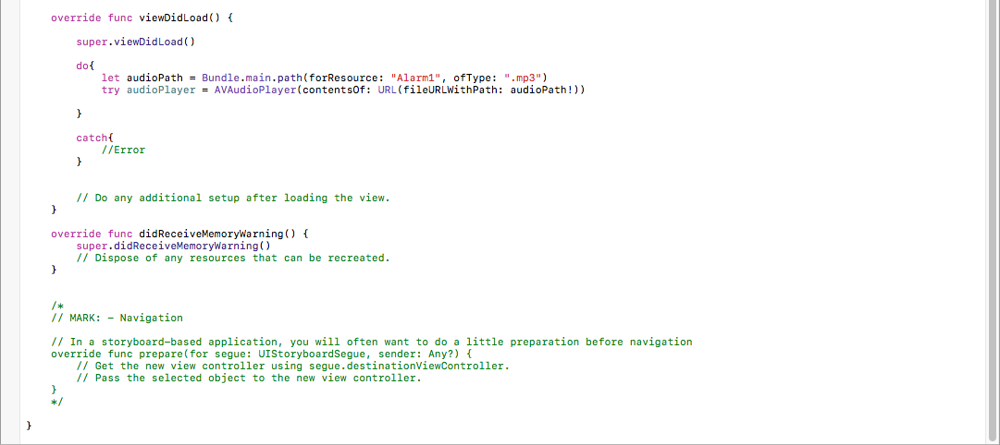 override func viewDidLoad() {
super.viewDidLoad()
do{
let audioPath = Bundle.main.path(forResource: "Alarm1", ofType: ".mp3")
try audioPlayer = AVAudioPlayer(contentsOf: URL(fileURLWithPath: audioPath!))
}
catch{
//Error
}
// Do any additional setup after loading the view.
}
override func didReceiveMemoryWarning() {
super.didReceiveMemoryWarning()
// Dispose of any resources that can be recreated.
}
/*
// MARK: - Navigation
// In a storyboard-based application, you will often want to do a little preparation before navigation
override func prepare(for segue: UIStoryboardSegue, sender: Any?) {
// Get the new view controller using segue.destinationViewController.
// Pass the selected object to the new view controller.
}
*/
}